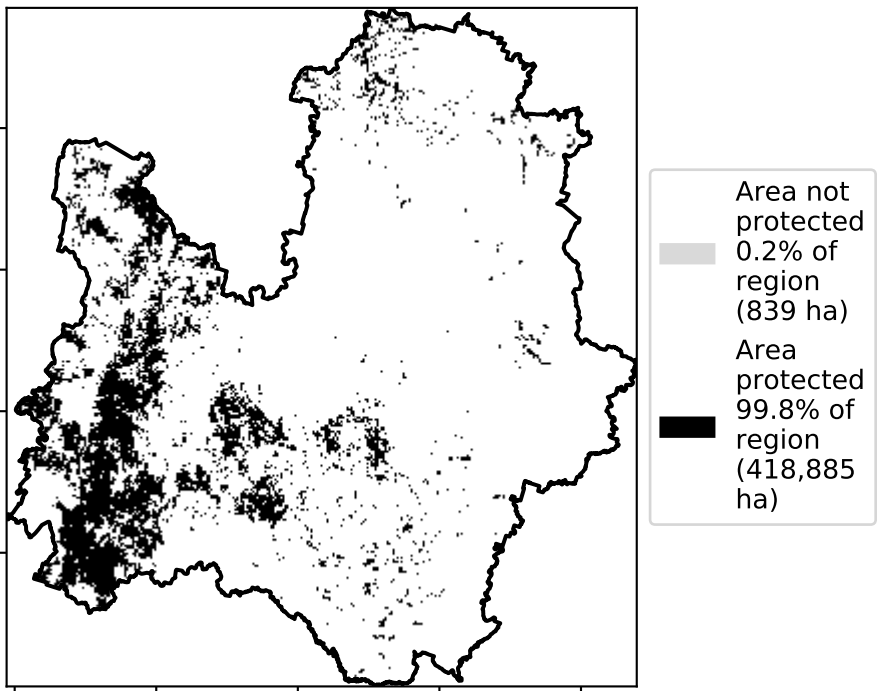 Area not
protected
0.2% of
region
(839 ha)
Area
protected
99.8% of
region
(418,885
ha)